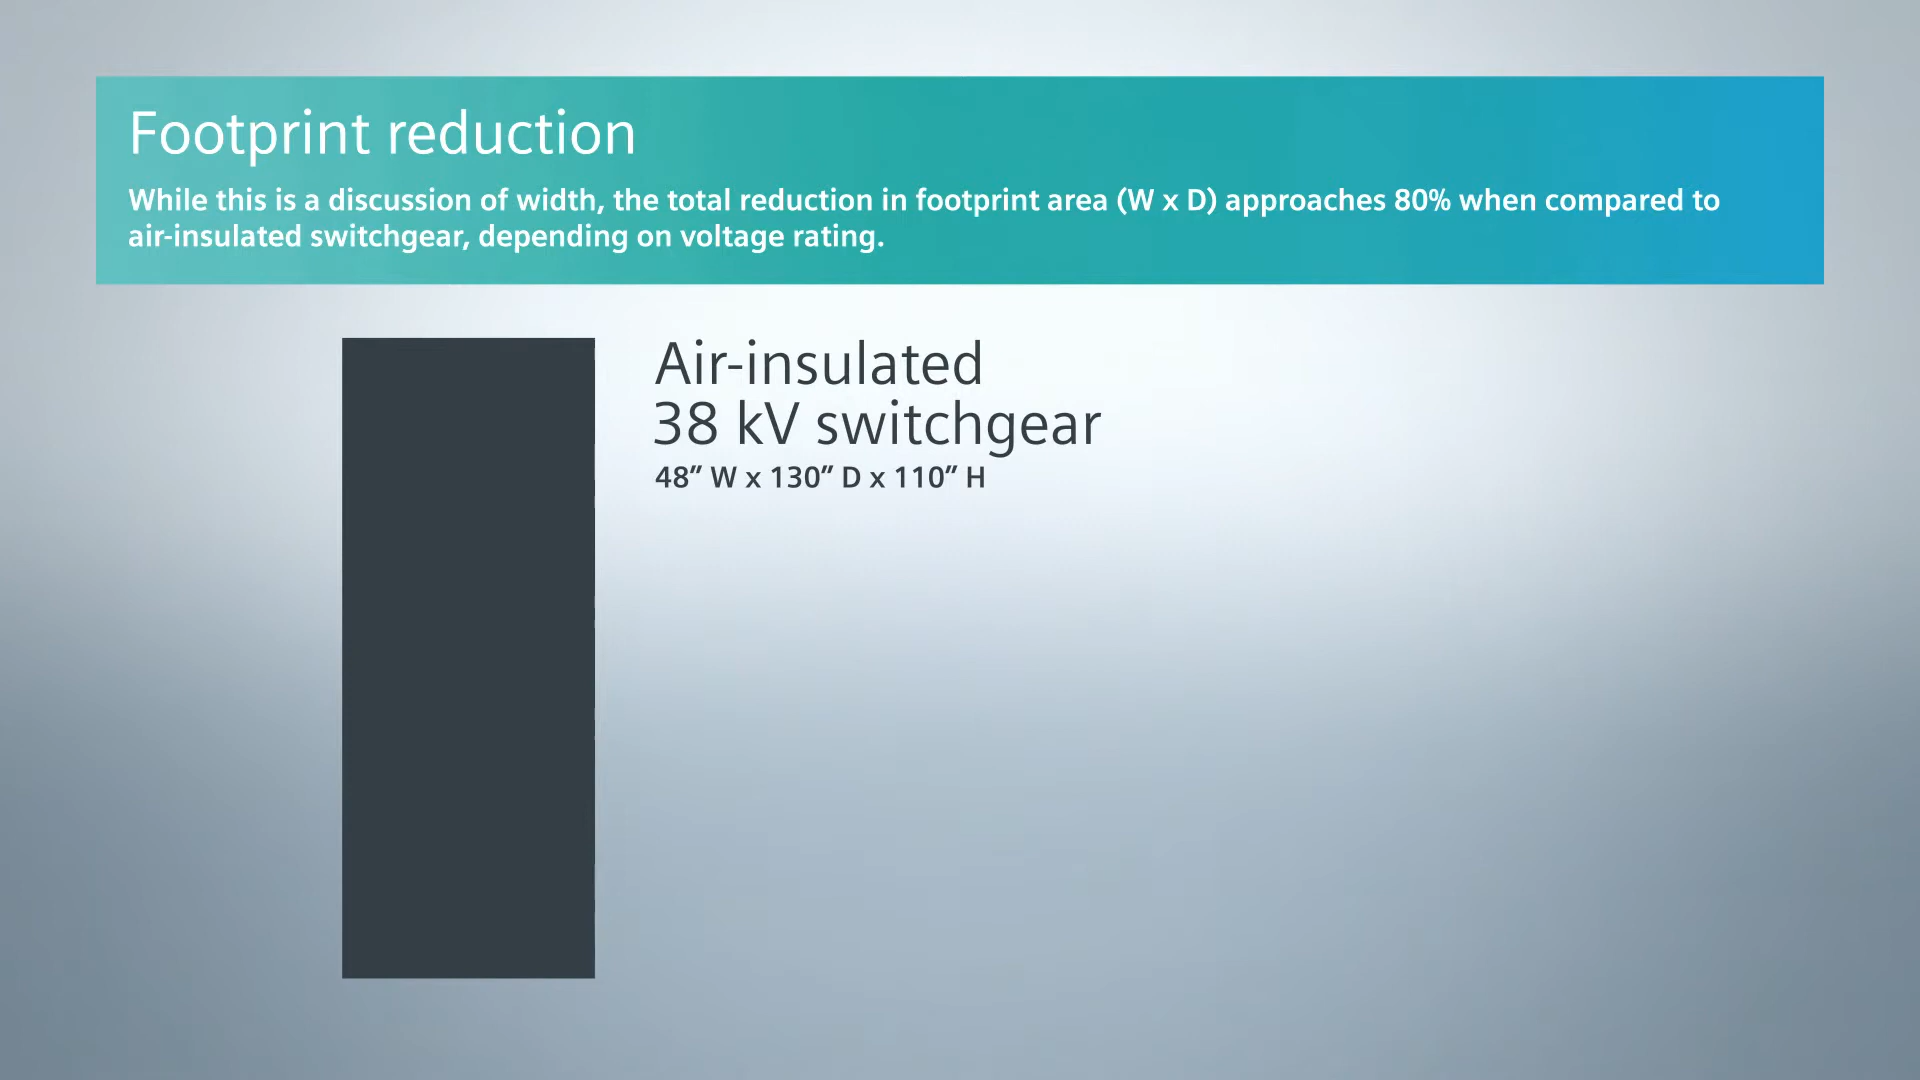 Footprint reduction
While this is a discussion of width, the total reduction in footprint area (W x D) approaches 80% when compared to
air-insulated switchgear, depending on voltage rating.
Air-insulated
38 kV switchgear
48” W x 130” D x 110” H